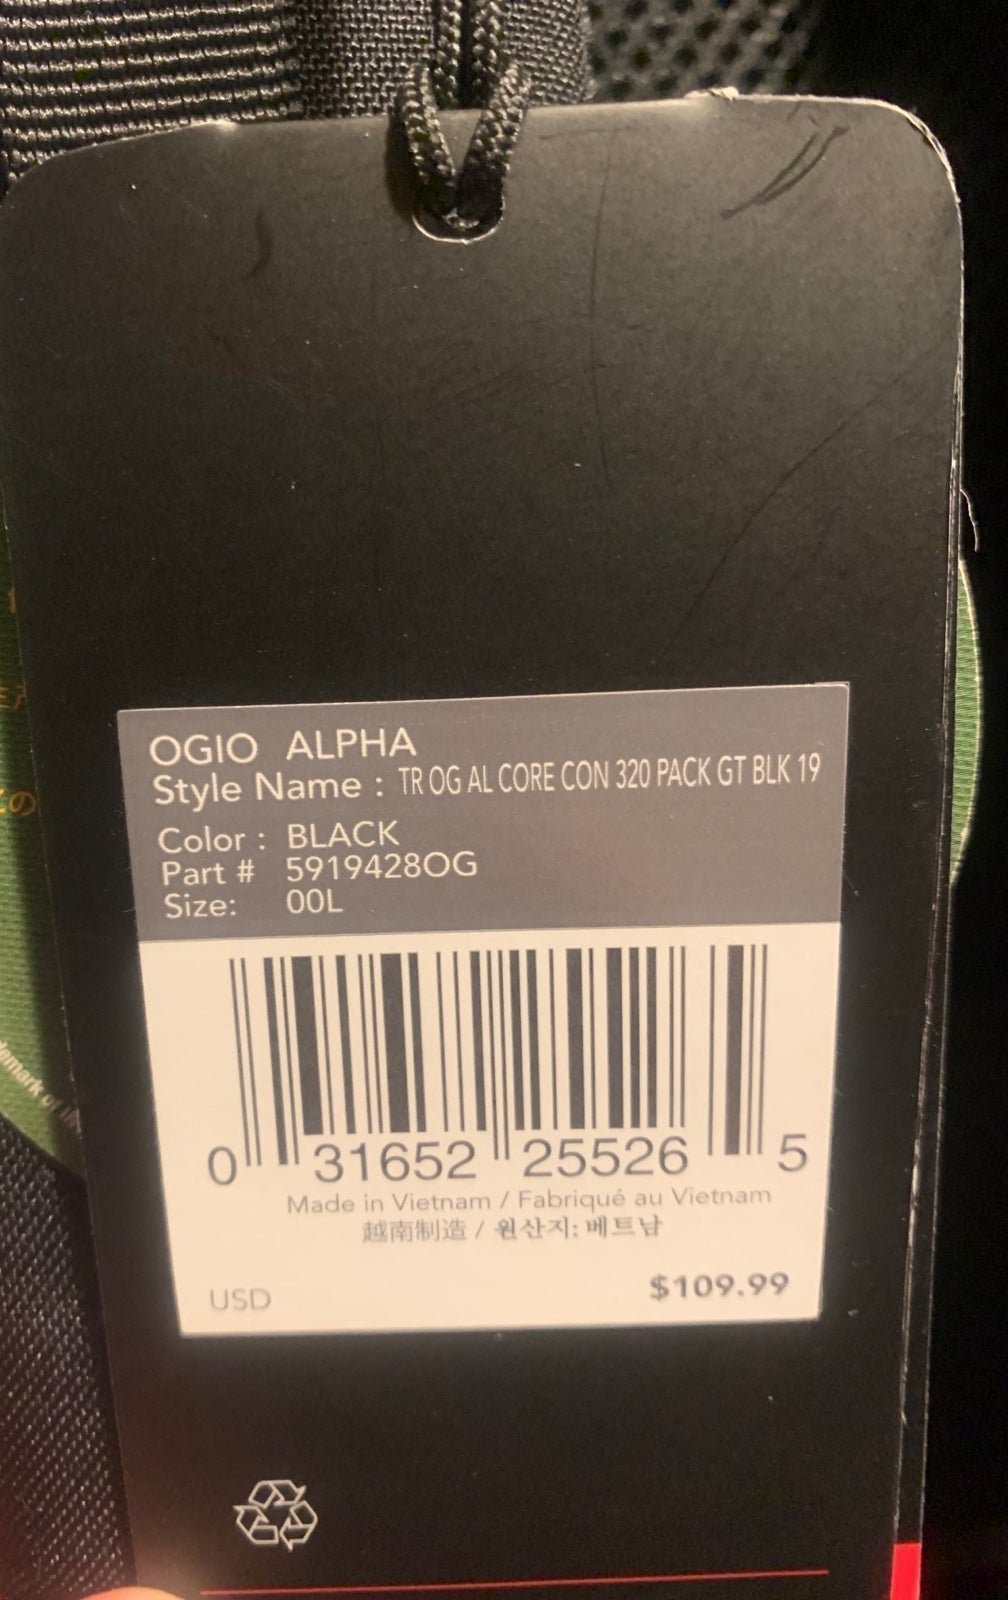 OGIO ALPHA
Style Name : TR OG AL CORE CON 320 PACK GT BLK 19
Color : BLACK
Part # 5919428OG
Size: 00L
0 31652 25526 5
Made in Vietnam / Fabriqué au Vietnam
越南制造 / 원산지: 베트남
USD $109.99